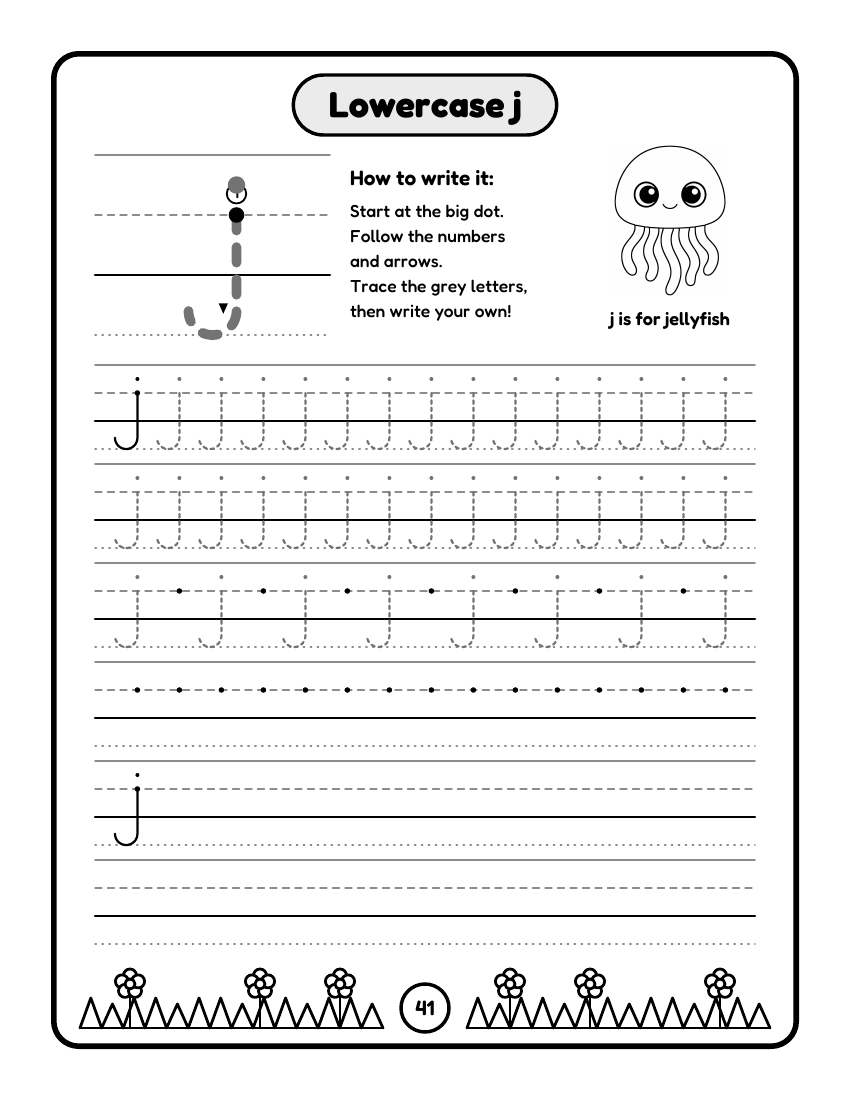 Lowercase j
j
How to write it:
Start at the big dot.
Follow the numbers
and arrows.
Trace the grey letters,
then write your own!
j is for jellyfish
j j j j j j j j j j j j j j j
j j j j j j j j j j j j j j j
j j j j j j j j
j
41